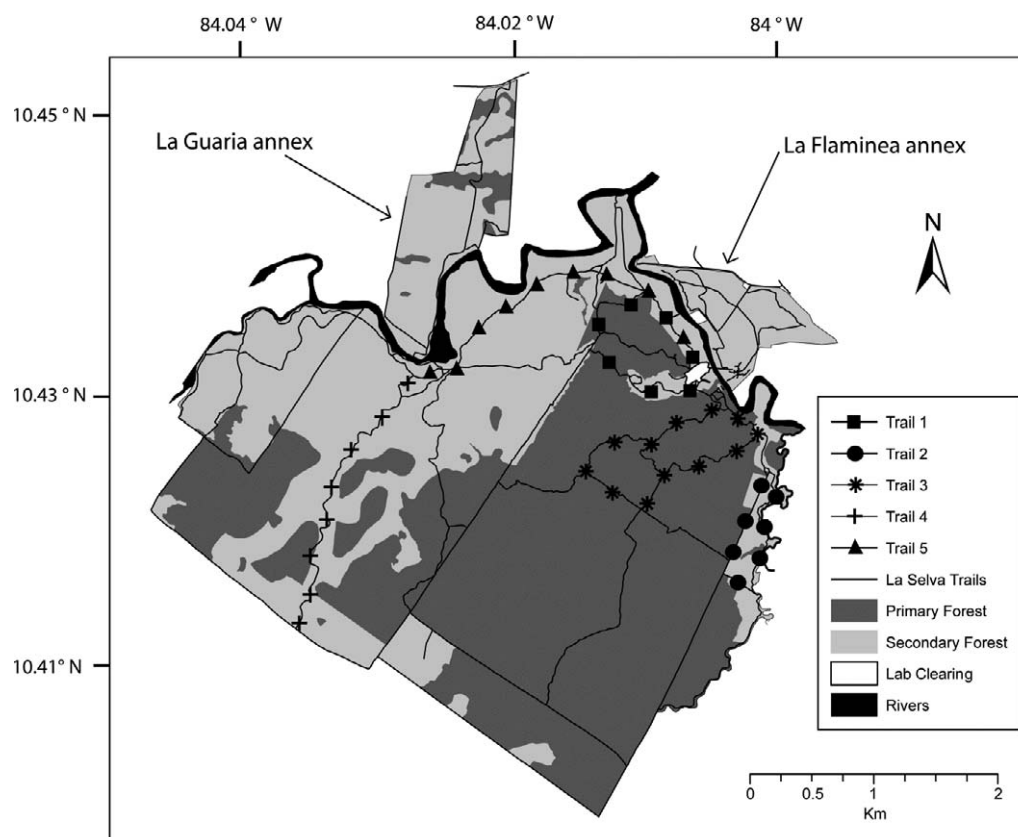 84.04° W
84.02° W
84° W
10.45° N
La Guaria annex
La Flaminea annex
N
10.43° N
Trail 1
Trail 2
Trail 3
Trail 4
Trail 5
La Selva Trails
Primary Forest
Secondary Forest
Lab Clearing
Rivers
10.41° N
0 0.5 1 2
Km